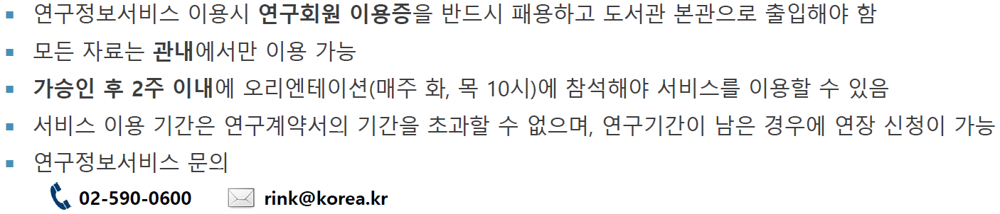 ▪ 연구정보서비스 이용시 연구회원 이용증을 반드시 패용하고 도서관 본관으로 출입해야 함
▪ 모든 자료는 관내에서만 이용 가능
▪ 가승인 후 2주 이내에 오리엔테이션(매주 화, 목 10시)에 참석해야 서비스를 이용할 수 있음
▪ 서비스 이용 기간은 연구계약서의 기간을 초과할 수 없으며, 연구기간이 남은 경우에 연장 신청이 가능
▪ 연구정보서비스 문의
02-590-0600 rink@korea.kr